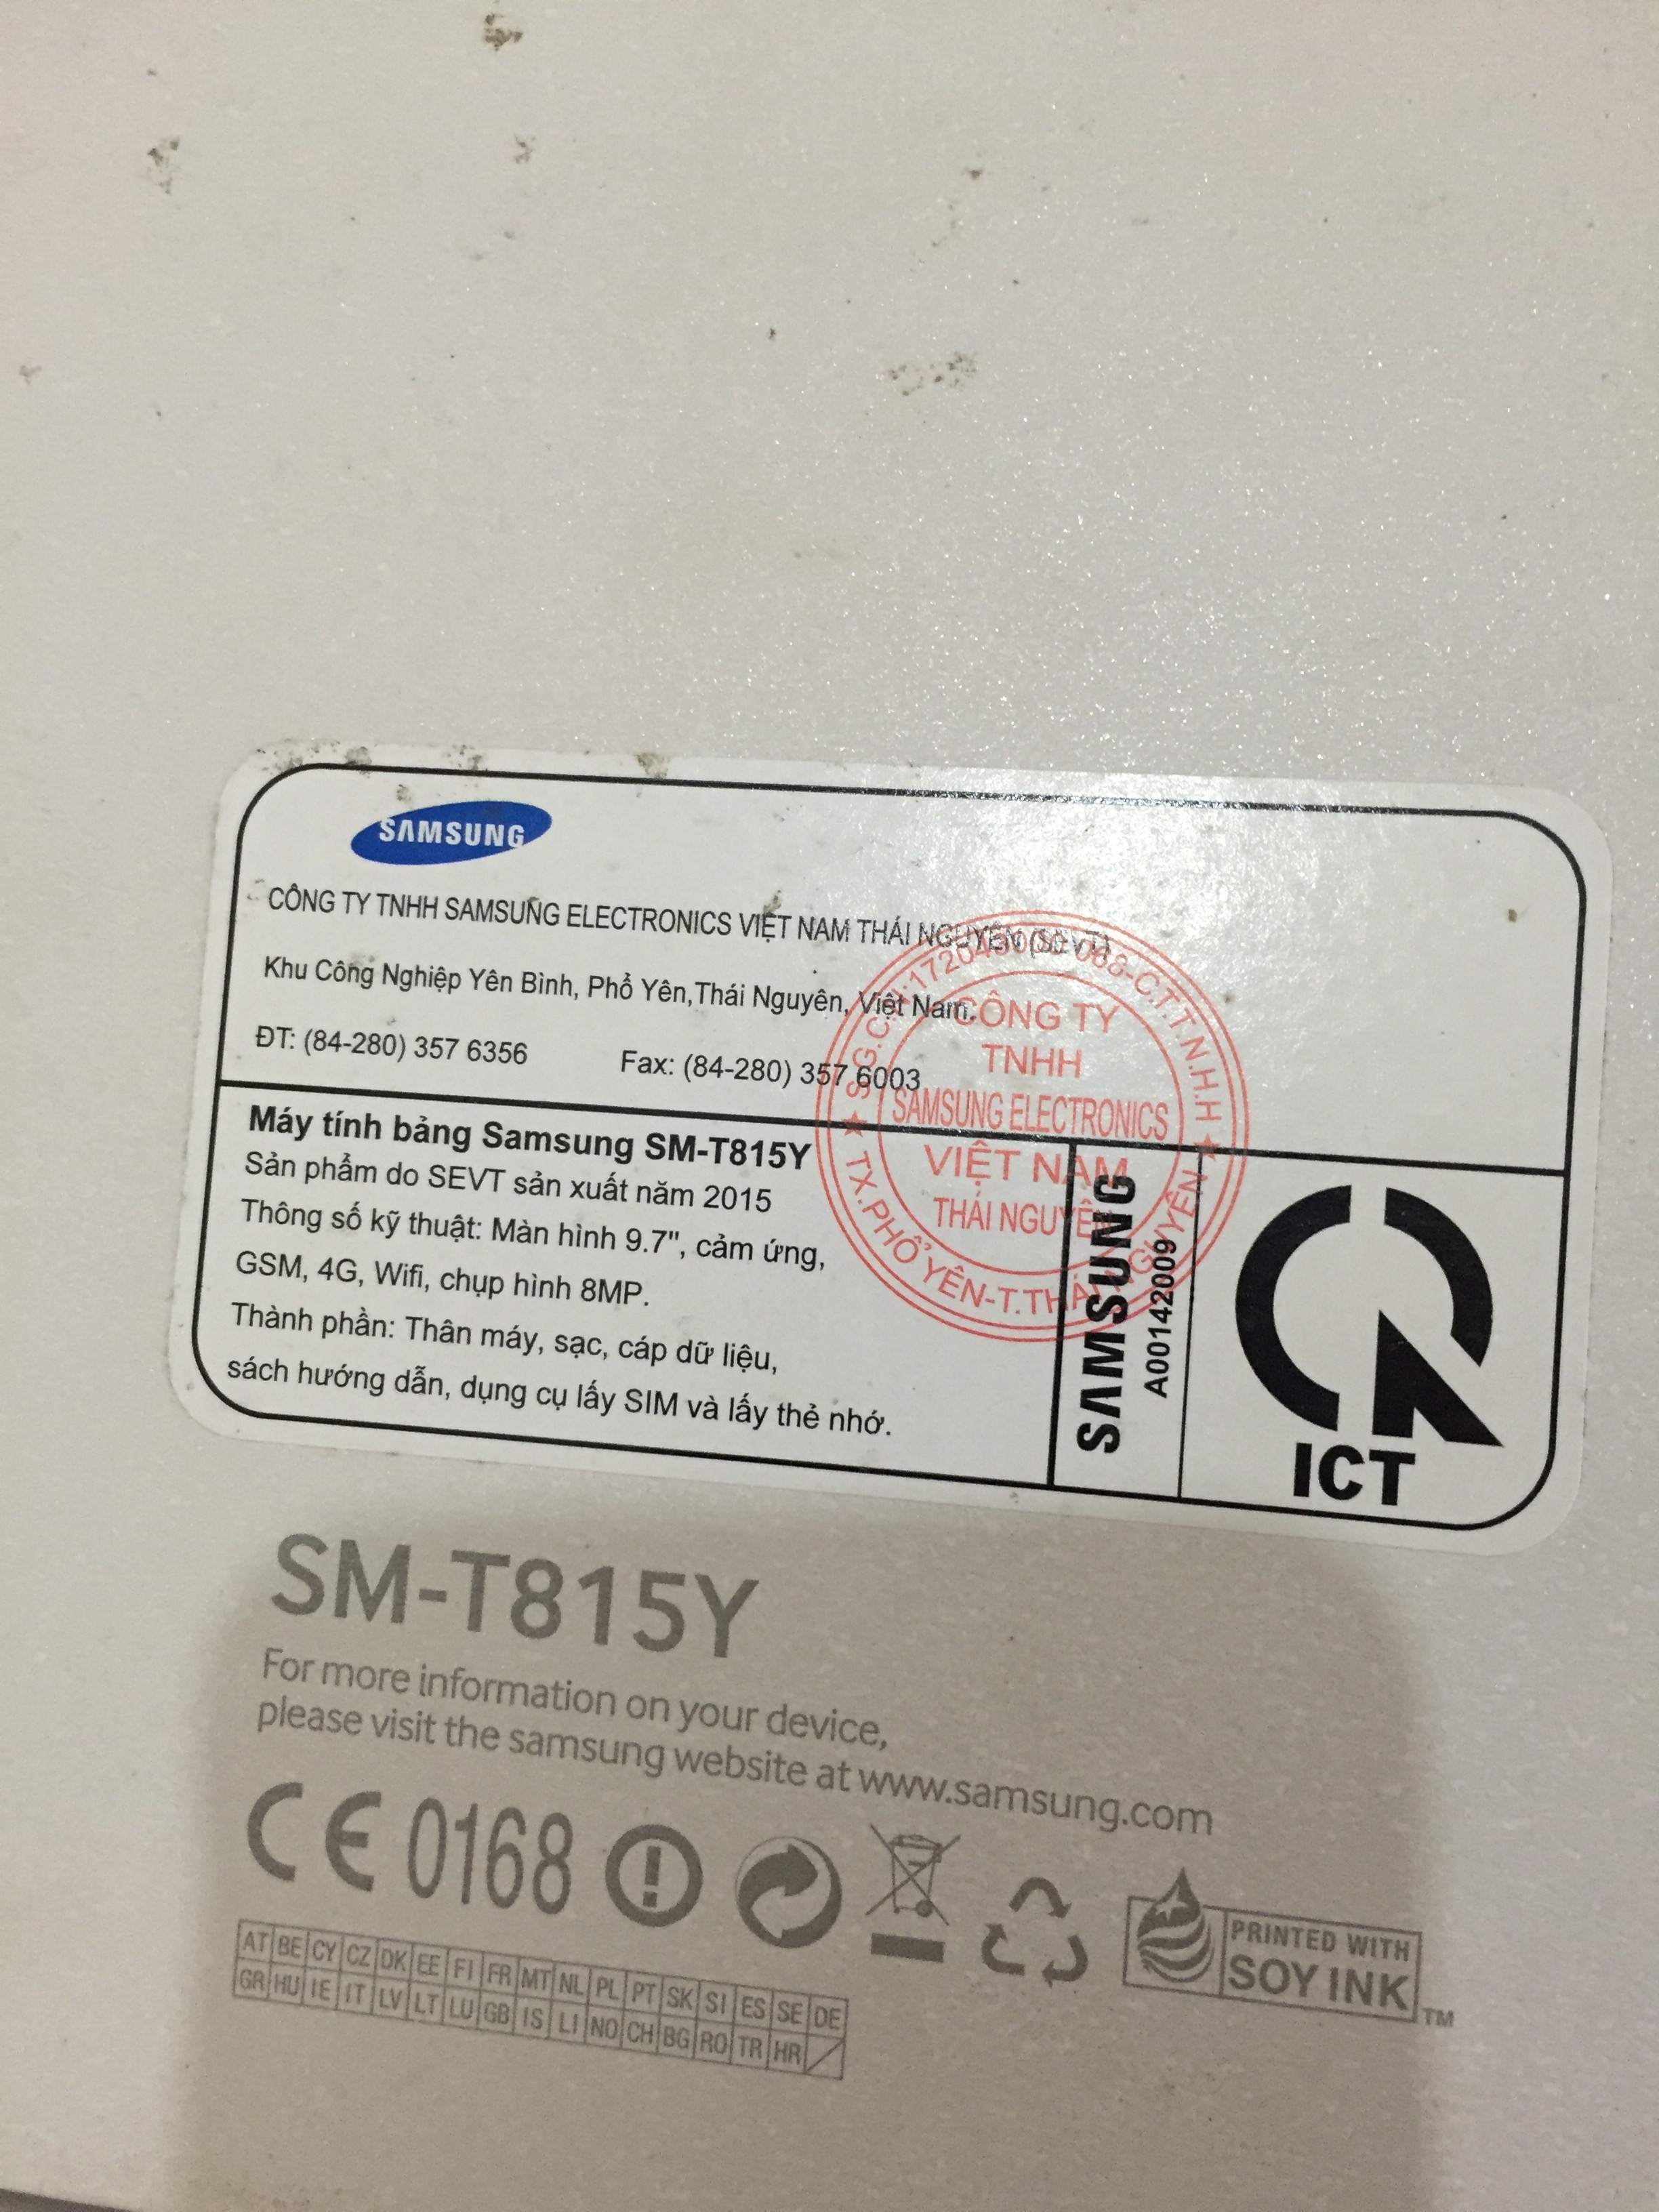 SAMSUNG
CÔNG TY TNHH SAMSUNG ELECTRONICS VIỆT NAM THÁI NGUYÊN (SEVT)
Khu Công Nghiệp Yên Bình, Phổ Yên,Thái Nguyên, Việt Nam.
ĐT: (84-280) 357 6356 Fax: (84-280) 357 6003
CÔNG TY
TNHH
SAMSUNG ELECTRONICS
VIỆT NAM
THÁI NGUYÊN
C.T.T.N.H.H
TX.PHỔ YÊN-T.THÁI NGUYÊN
Máy tính bảng Samsung SM-T815Y
Sản phẩm do SEVT sản xuất năm 2015
Thông số kỹ thuật: Màn hình 9.7", cảm ứng,
GSM, 4G, Wifi, chụp hình 8MP.
Thành phần: Thân máy, sạc, cáp dữ liệu,
sách hướng dẫn, dụng cụ lấy SIM và lấy thẻ nhớ.
SAMSUNG
A00142009
ICT
SM-T815Y
For more information on your device,
please visit the samsung website at www.samsung.com
CE 0168
PRINTED WITH
SOY INK TM
AT BE CY CZ DK EE FI FR MT NL PL PT SK SI ES SE DE
GR HU IE IT LV LT LU GB IS LI NO CH BG RO TR HR